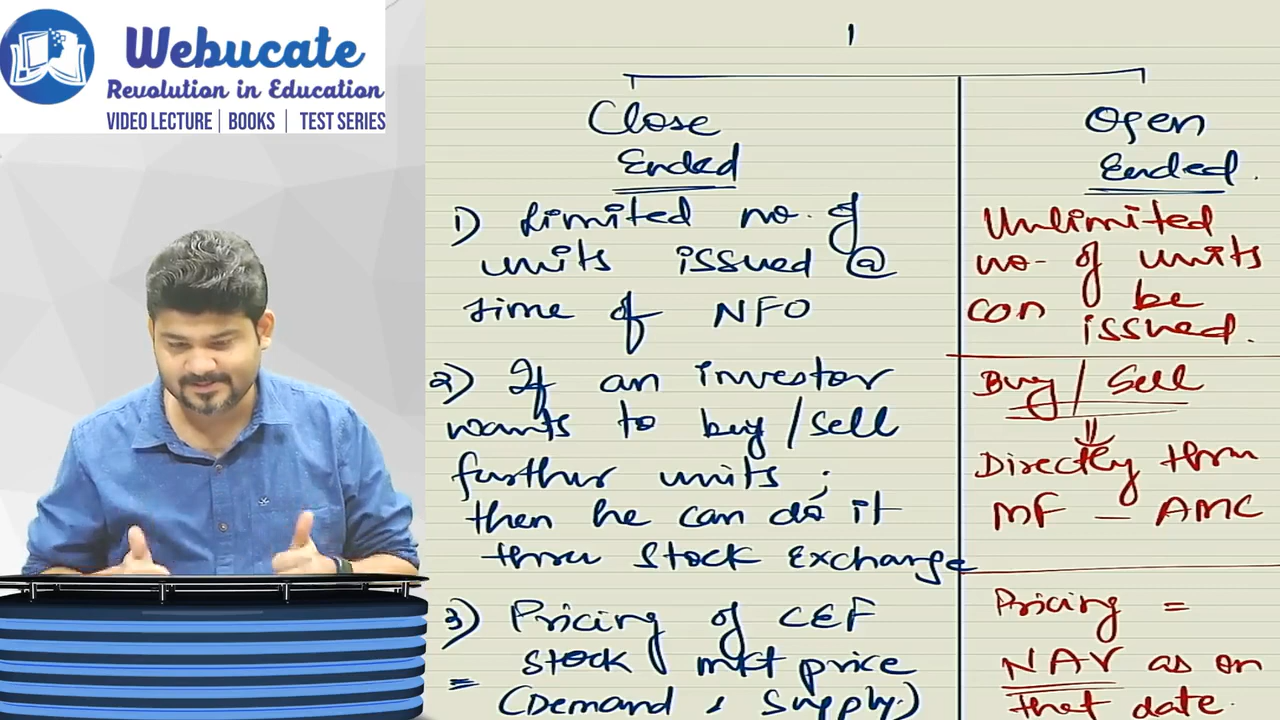 Webucate
Revolution in Education
VIDEO LECTURE | BOOKS | TEST SERIES
1
Close
Ended
1) Limited no. of
units issued @
time of NFO
2) If an investor
wants to buy/sell
further units ;
then he can do it
thru Stock Exchange
3) Pricing of CEF
= Stock mkt price
(Demand & Supply.)
Open
Ended.
Unlimited
no. of units
can be
issued.
Buy / Sell
⇓
Directly thru
MF – AMC
Pricing =
NAV as on
that date.